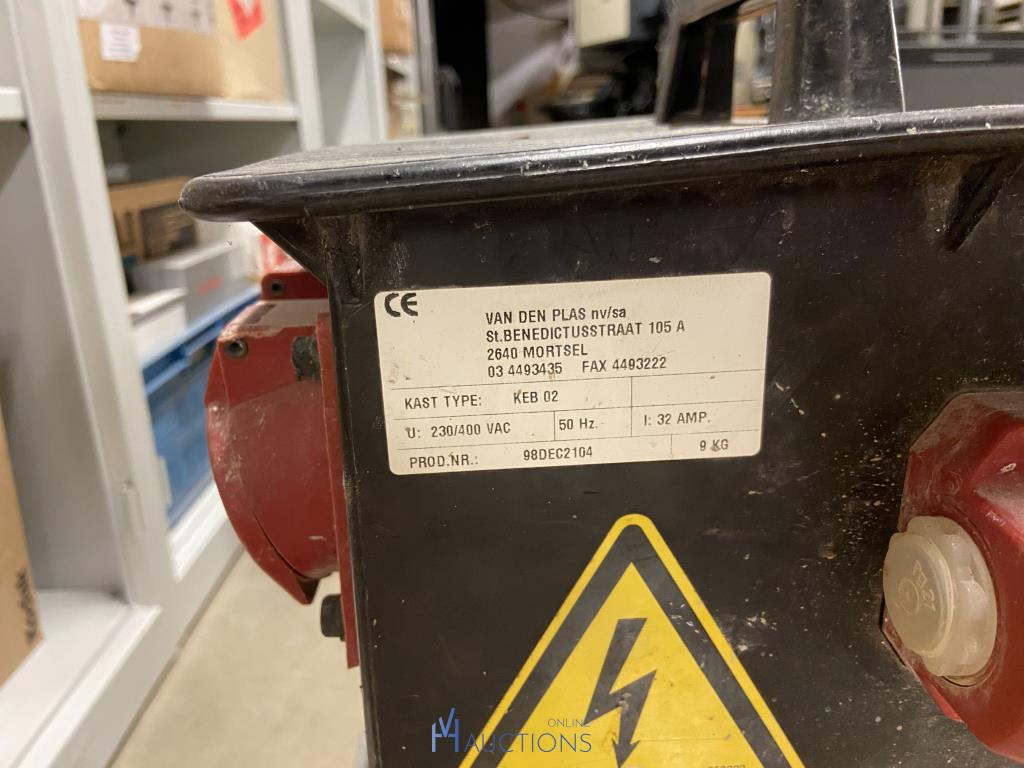 CE
VAN DEN PLAS nv/sa
St.BENEDICTUSSTRAAT 105 A
2640 MORTSEL
03 4493435 FAX 4493222
KAST TYPE: KEB 02
U: 230/400 VAC 50 Hz. I: 32 AMP.
PROD.NR.: 98DEC2104 9 KG
ONLINE
AUCTIONS